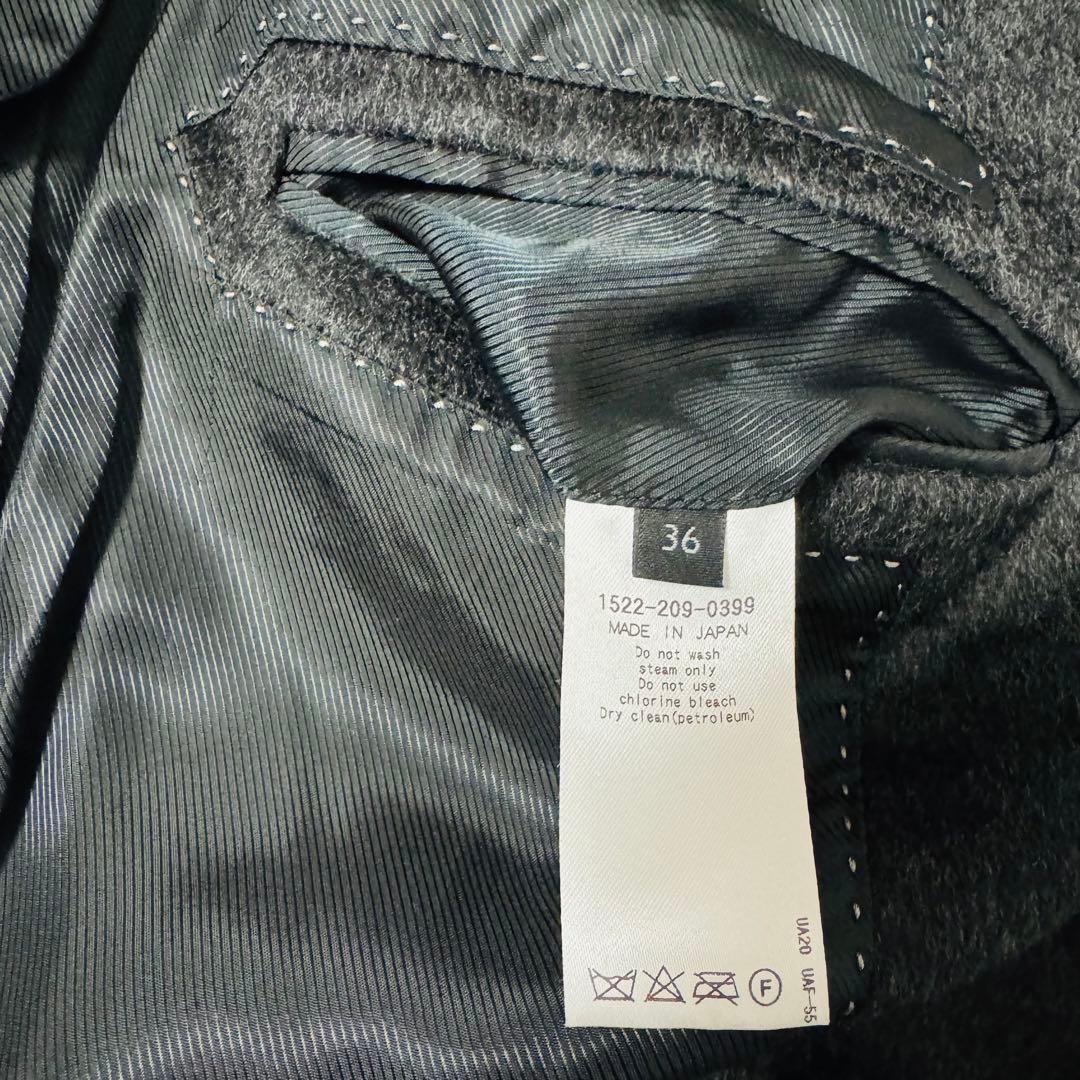 36
1522-209-0399
MADE IN JAPAN
Do not wash
steam only
Do not use
chlorine bleach
Dry clean(petroleum)
F
UA20 UAF-55